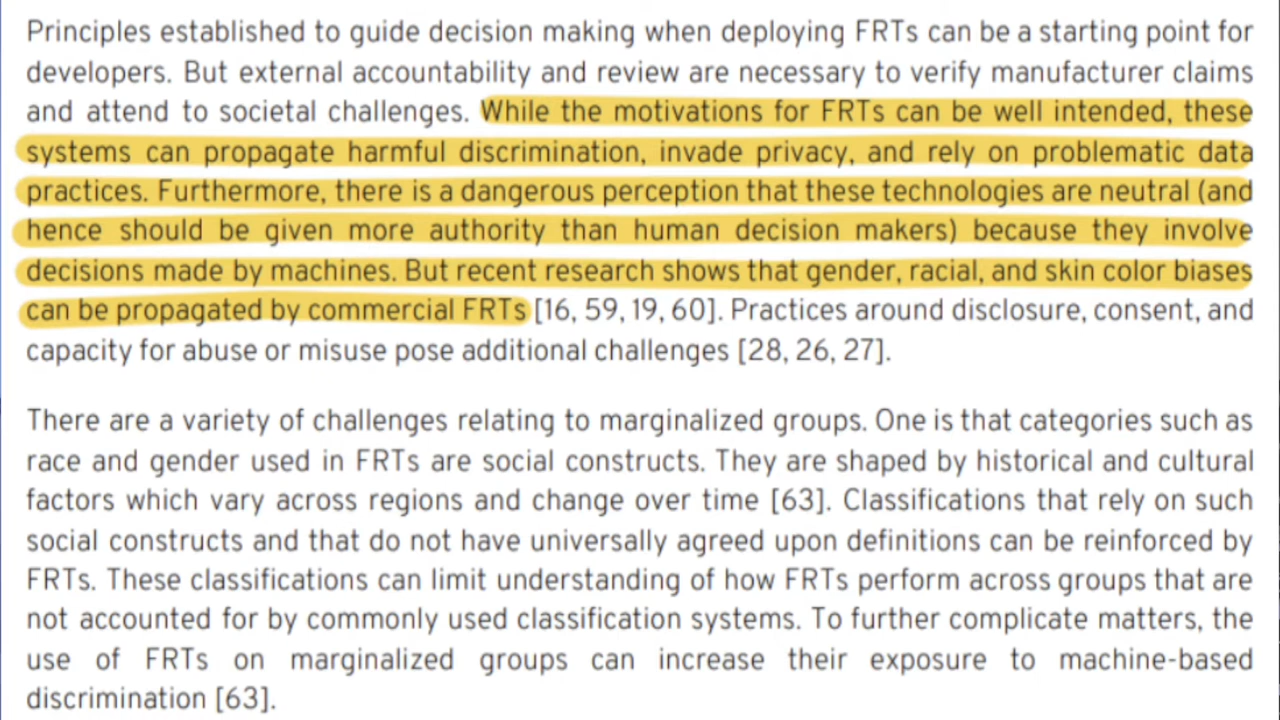 Principles established to guide decision making when deploying FRTs can be a starting point for
developers. But external accountability and review are necessary to verify manufacturer claims
and attend to societal challenges. While the motivations for FRTs can be well intended, these
systems can propagate harmful discrimination, invade privacy, and rely on problematic data
practices. Furthermore, there is a dangerous perception that these technologies are neutral (and
hence should be given more authority than human decision makers) because they involve
decisions made by machines. But recent research shows that gender, racial, and skin color biases
can be propagated by commercial FRTs [16, 59, 19, 60]. Practices around disclosure, consent, and
capacity for abuse or misuse pose additional challenges [28, 26, 27].
There are a variety of challenges relating to marginalized groups. One is that categories such as
race and gender used in FRTs are social constructs. They are shaped by historical and cultural
factors which vary across regions and change over time [63]. Classifications that rely on such
social constructs and that do not have universally agreed upon definitions can be reinforced by
FRTs. These classifications can limit understanding of how FRTs perform across groups that are
not accounted for by commonly used classification systems. To further complicate matters, the
use of FRTs on marginalized groups can increase their exposure to machine-based
discrimination [63].